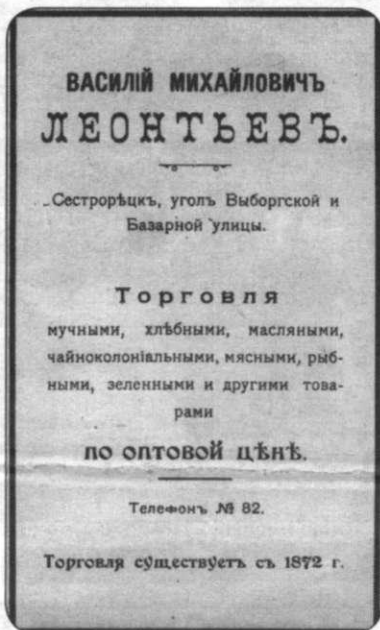 ВАСИЛІЙ МИХАЙЛОВИЧЪ
ЛЕОНТЬЕВЪ.
Сестрорѣцкъ, уголъ Выборгской и
Базарной улицы.
Торговля
мучными, хлѣбными, масляными,
чайноколоніальными, мясными, рыб-
ными, зеленными и другими това-
рами
по оптовой цѣнѣ.
Телефонъ № 82.
Торговля существуетъ съ 1872 г.